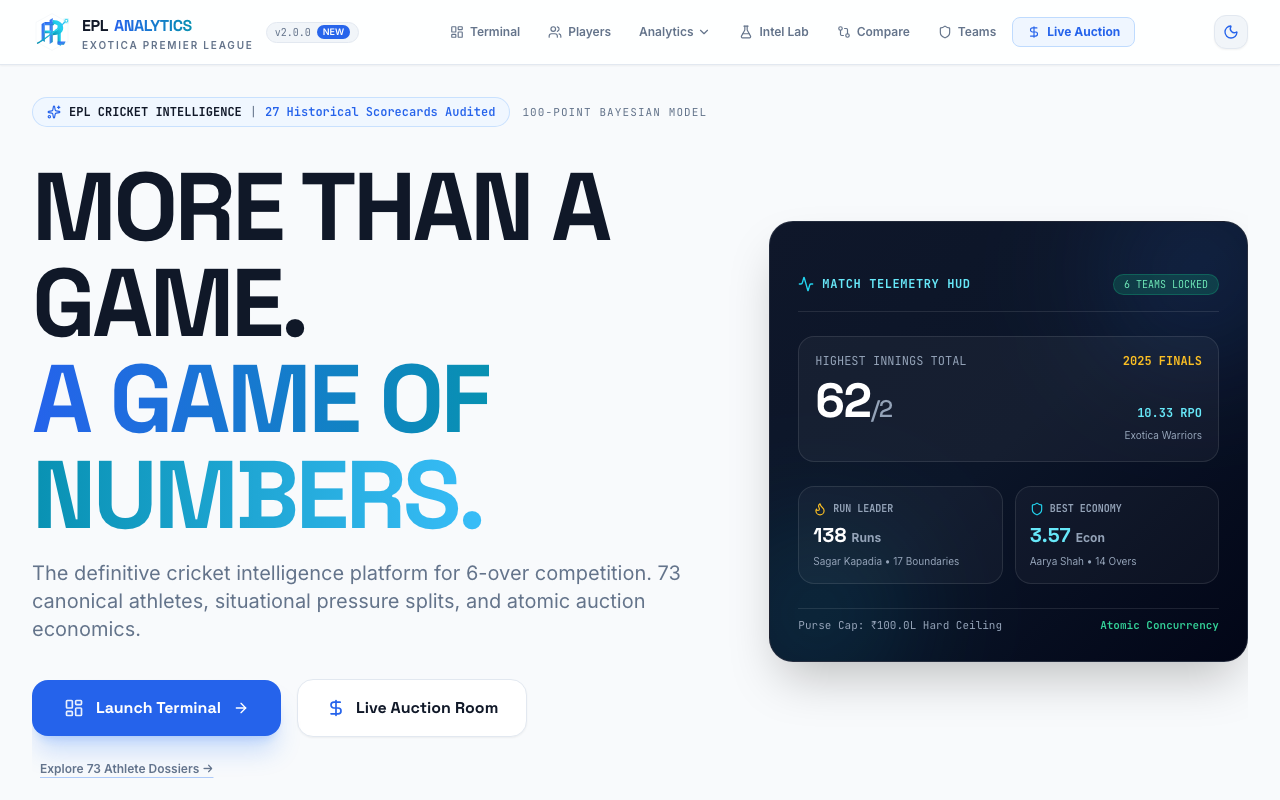 EPL ANALYTICS
EXOTICA PREMIER LEAGUE
v2.0.0 NEW
Terminal
Players
Analytics
Intel Lab
Compare
Teams
Live Auction
EPL CRICKET INTELLIGENCE | 27 Historical Scorecards Audited
100-POINT BAYESIAN MODEL
MORE THAN A
GAME.
A GAME OF
NUMBERS.
The definitive cricket intelligence platform for 6-over competition. 73
canonical athletes, situational pressure splits, and atomic auction
economics.
Launch Terminal →
Live Auction Room
Explore 73 Athlete Dossiers →
MATCH TELEMETRY HUD
6 TEAMS LOCKED
HIGHEST INNINGS TOTAL
2025 FINALS
62/2
10.33 RPO
Exotica Warriors
RUN LEADER
138 Runs
Sagar Kapadia • 17 Boundaries
BEST ECONOMY
3.57 Econ
Aarya Shah • 14 Overs
Purse Cap: ₹100.0L Hard Ceiling
Atomic Concurrency